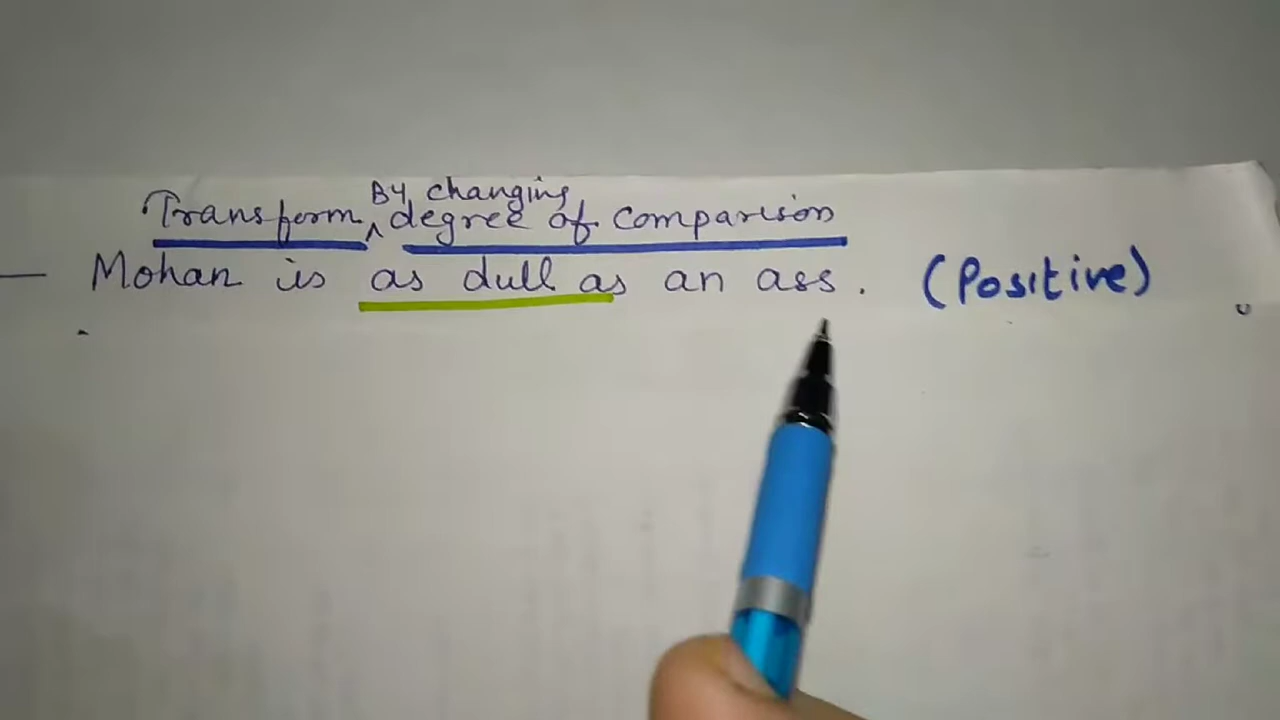 Transform ^ By changing degree of comparison
— Mohan is as dull as an ass. (Positive)